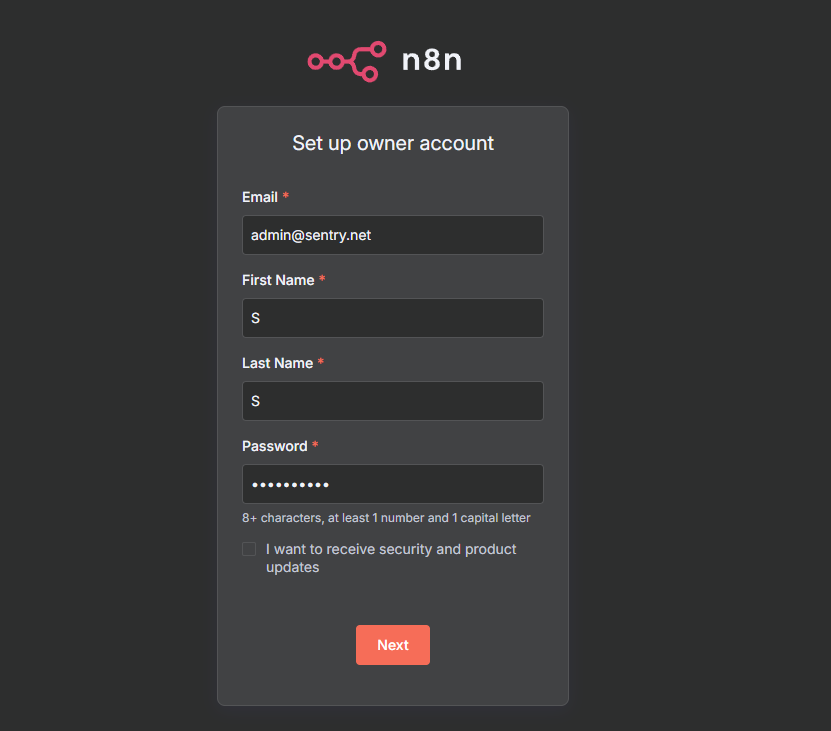 n8n
Set up owner account
Email *
admin@sentry.net
First Name *
S
Last Name *
S
Password *
••••••••••
8+ characters, at least 1 number and 1 capital letter
I want to receive security and product
updates
Next